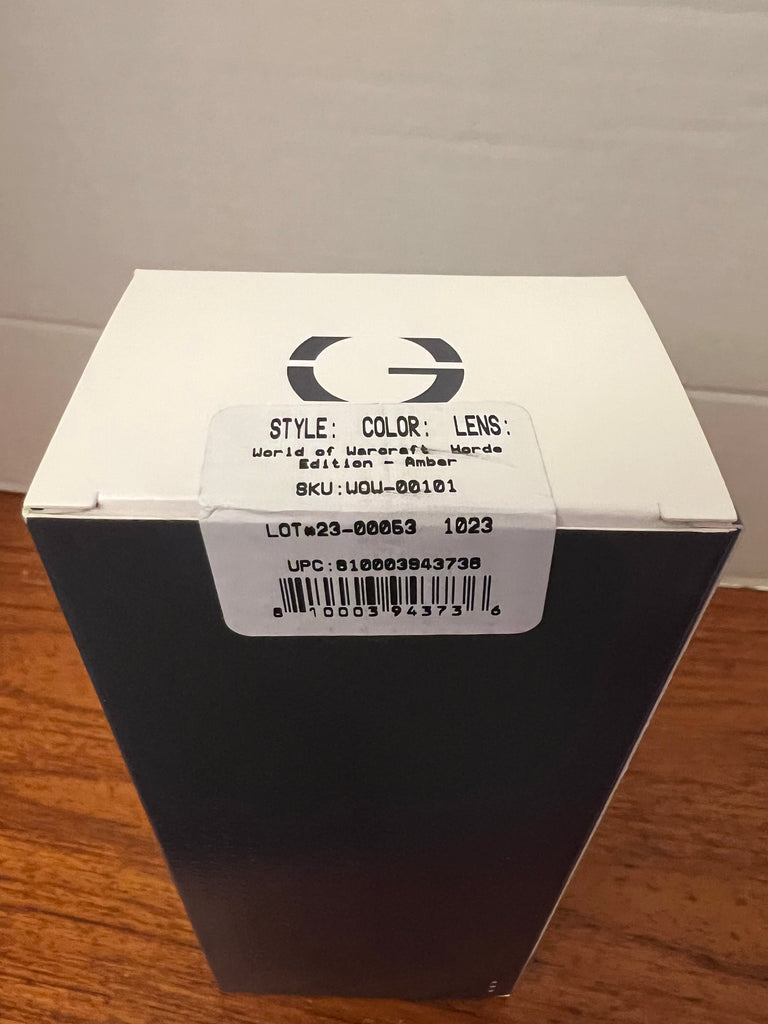 STYLE: COLOR: LENS:
World of Warcraft Horde
Edition - Amber
SKU:WOW-00101
LOT#23-00053 1023
UPC:810003943736
8 10003 94373 6